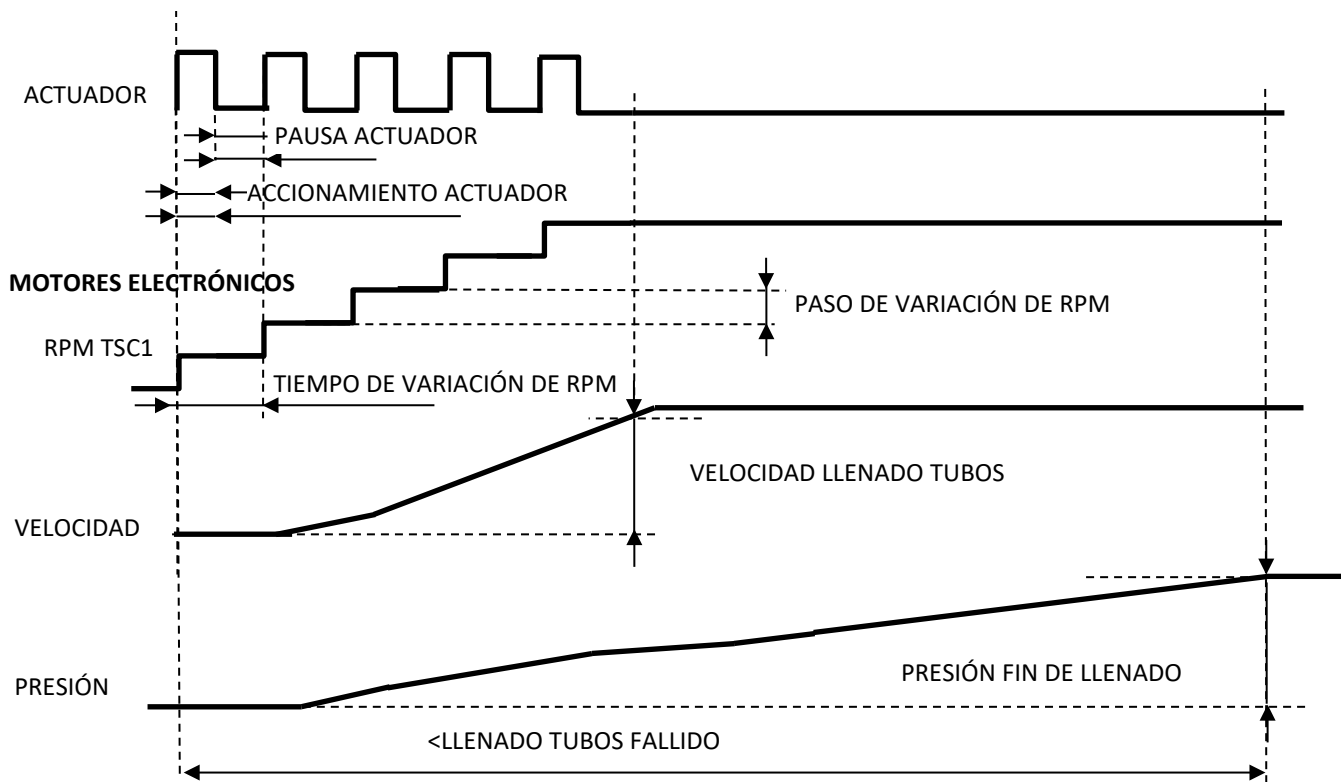 ACTUADOR
PAUSA ACTUADOR
ACCIONAMIENTO ACTUADOR
MOTORES ELECTRÓNICOS
PASO DE VARIACIÓN DE RPM
RPM TSC1
TIEMPO DE VARIACIÓN DE RPM
VELOCIDAD LLENADO TUBOS
VELOCIDAD
PRESIÓN FIN DE LLENADO
PRESIÓN
<LLENADO TUBOS FALLIDO